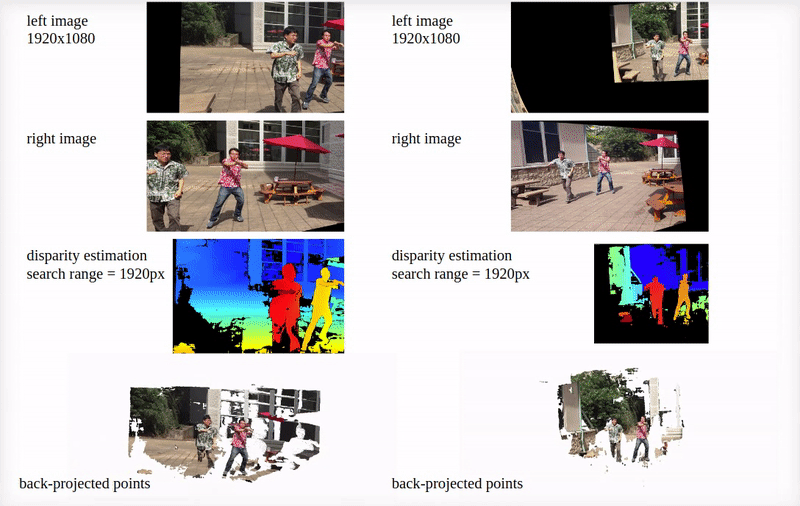 left image
1920x1080
left image
1920x1080
right image
right image
disparity estimation
search range = 1920px
disparity estimation
search range = 1920px
back-projected points
back-projected points